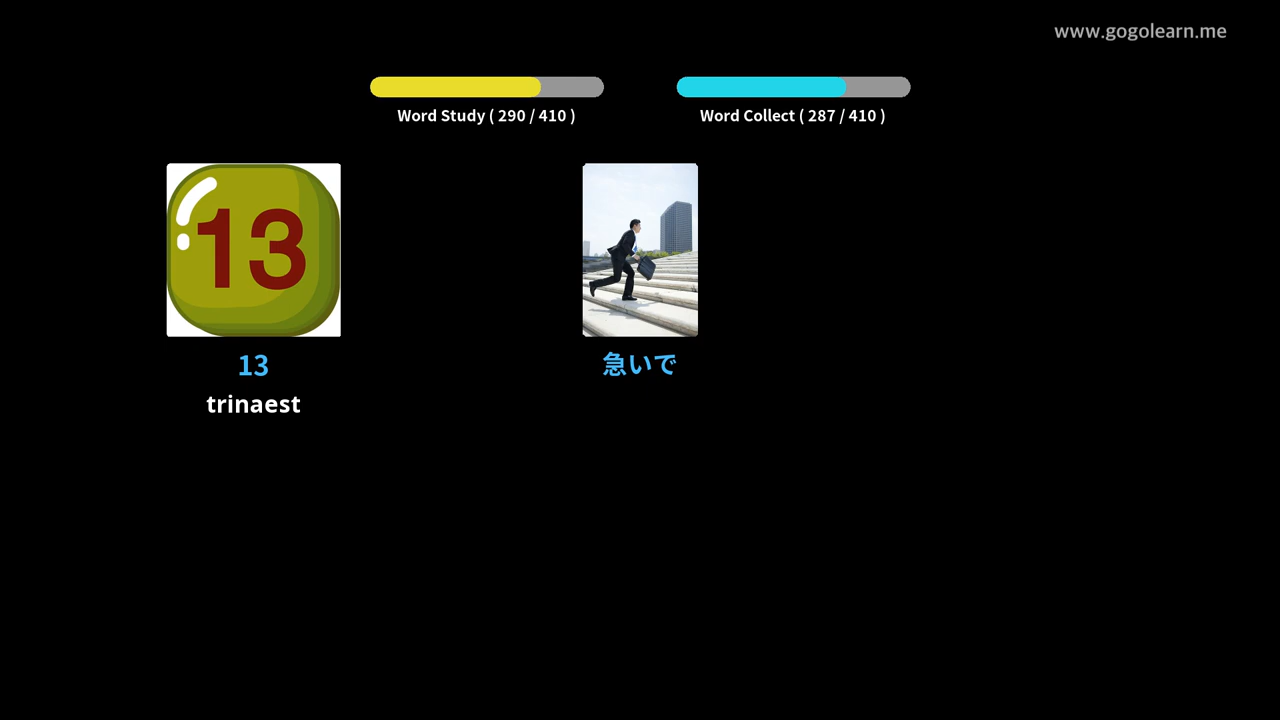 www.gogolearn.me
Word Study ( 290 / 410 )
Word Collect ( 287 / 410 )
13
13
trinaest
急いで